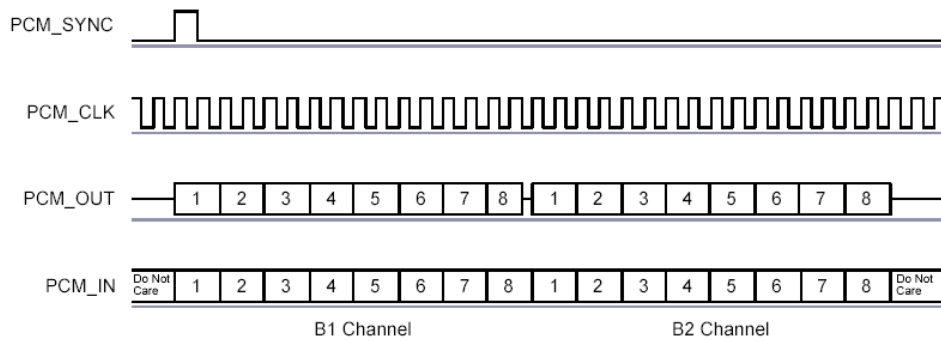 PCM_SYNC
PCM_CLK
PCM_OUT 1 2 3 4 5 6 7 8 1 2 3 4 5 6 7 8
PCM_IN Do Not Care 1 2 3 4 5 6 7 8 1 2 3 4 5 6 7 8 Do Not Care
B1 Channel B2 Channel